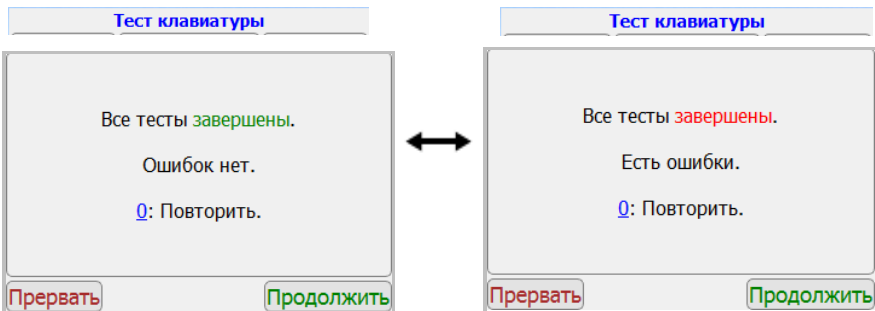 Тест клавиатуры
Все тесты завершены.
Ошибок нет.
0: Повторить.
Прервать
Продолжить
Тест клавиатуры
Все тесты завершены.
Есть ошибки.
0: Повторить.
Прервать
Продолжить